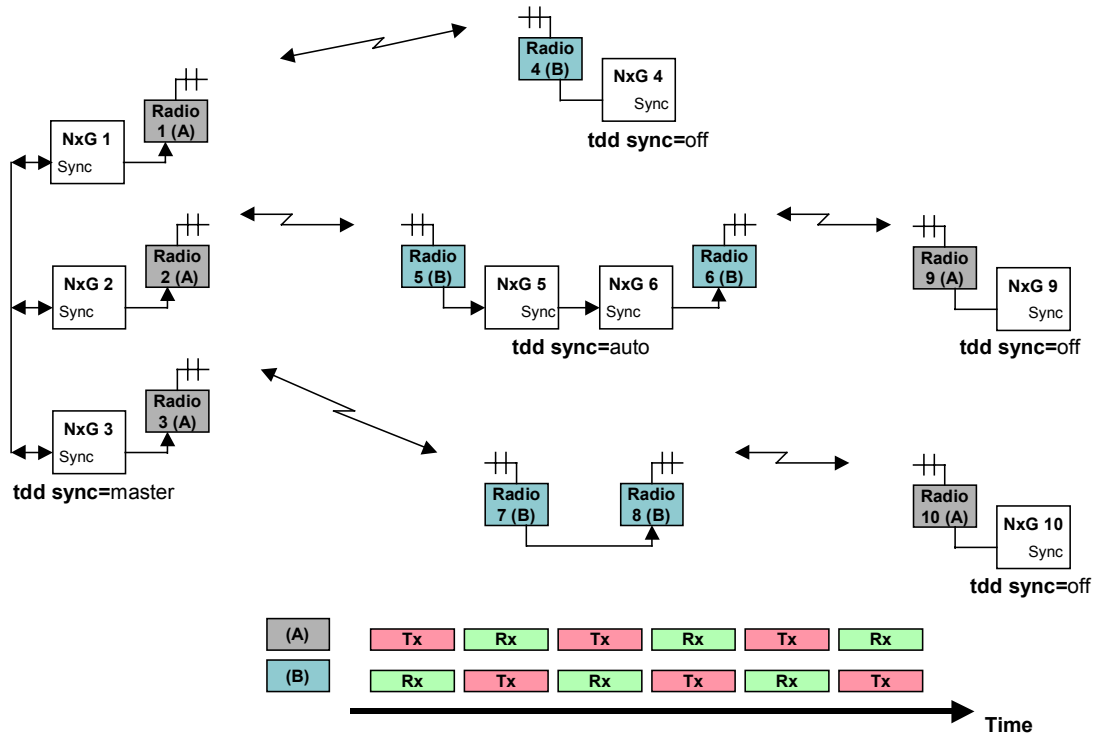 Radio
4 (B)
NxG 4
Sync
tdd sync=off
Radio
1 (A)
NxG 1
Sync
Radio
2 (A)
NxG 2
Sync
Radio
5 (B)
NxG 5
Sync
NxG 6
Sync
Radio
6 (B)
tdd sync=auto
Radio
9 (A)
NxG 9
Sync
tdd sync=off
Radio
3 (A)
NxG 3
Sync
tdd sync=master
Radio
7 (B)
Radio
8 (B)
Radio
10 (A)
NxG 10
Sync
tdd sync=off
(A)
Tx Rx Tx Rx Tx Rx
(B)
Rx Tx Rx Tx Rx Tx
Time